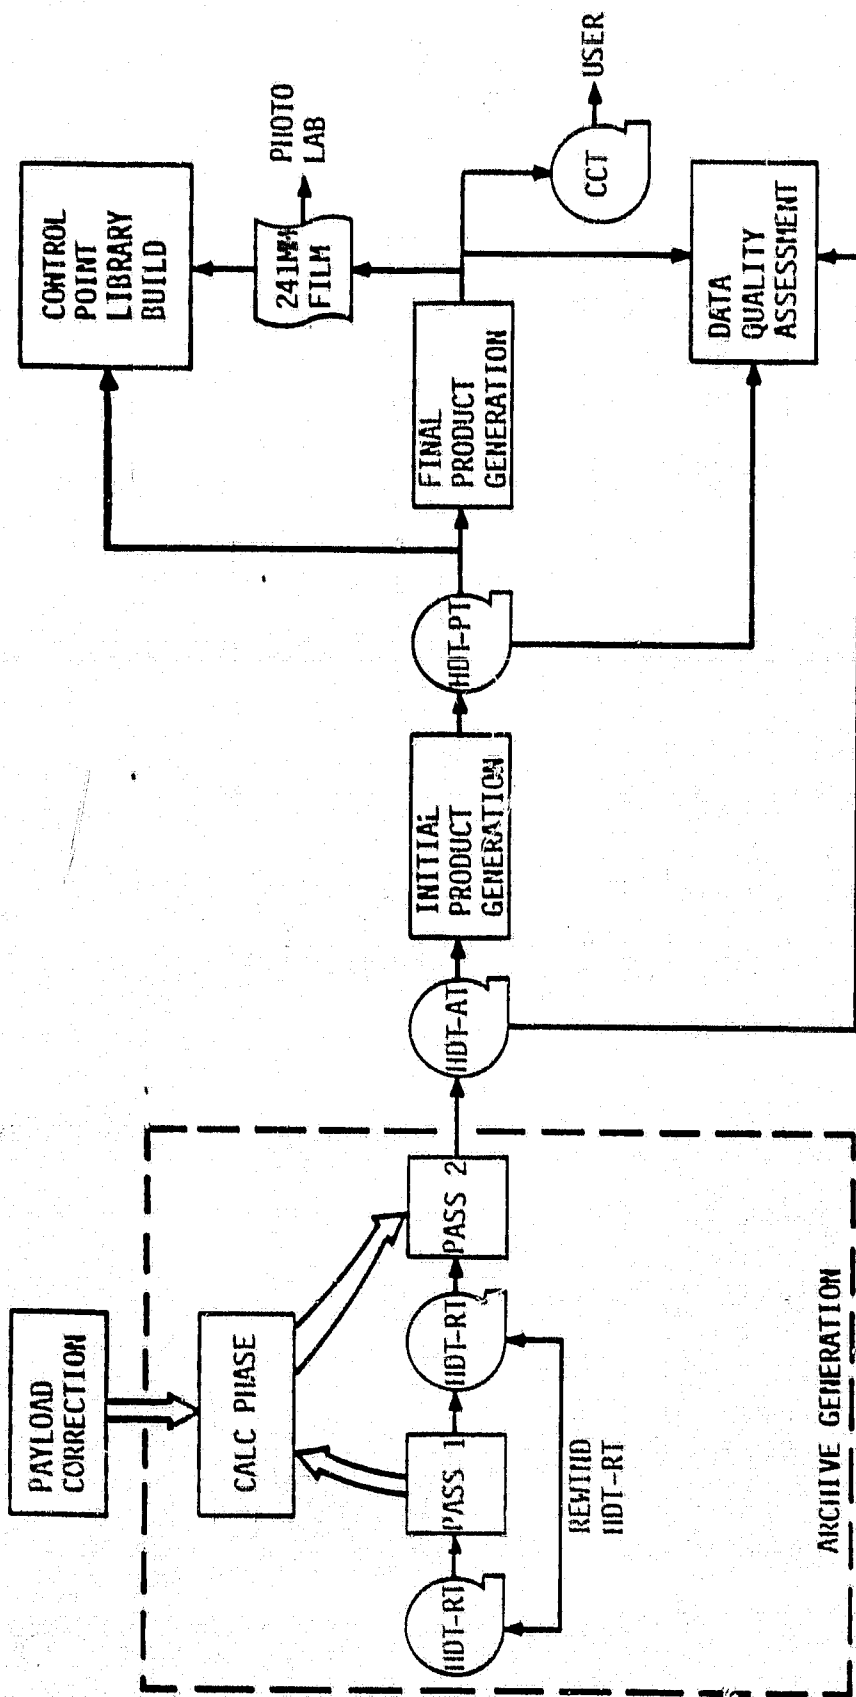 PAYLOAD
CORRECTION
CALC PHASE
HDT-RT
PASS 1
HDT-RT
PASS 2
REWIND
HDT-RT
ARCHIVE GENERATION
HDT-AT
INITIAL
PRODUCT
GENERATION
HDT-PT
FINAL
PRODUCT
GENERATION
CONTROL
POINT
LIBRARY
BUILD
241MM
FILM
PHOTO
LAB
CCT
USER
DATA
QUALITY
ASSESSMENT